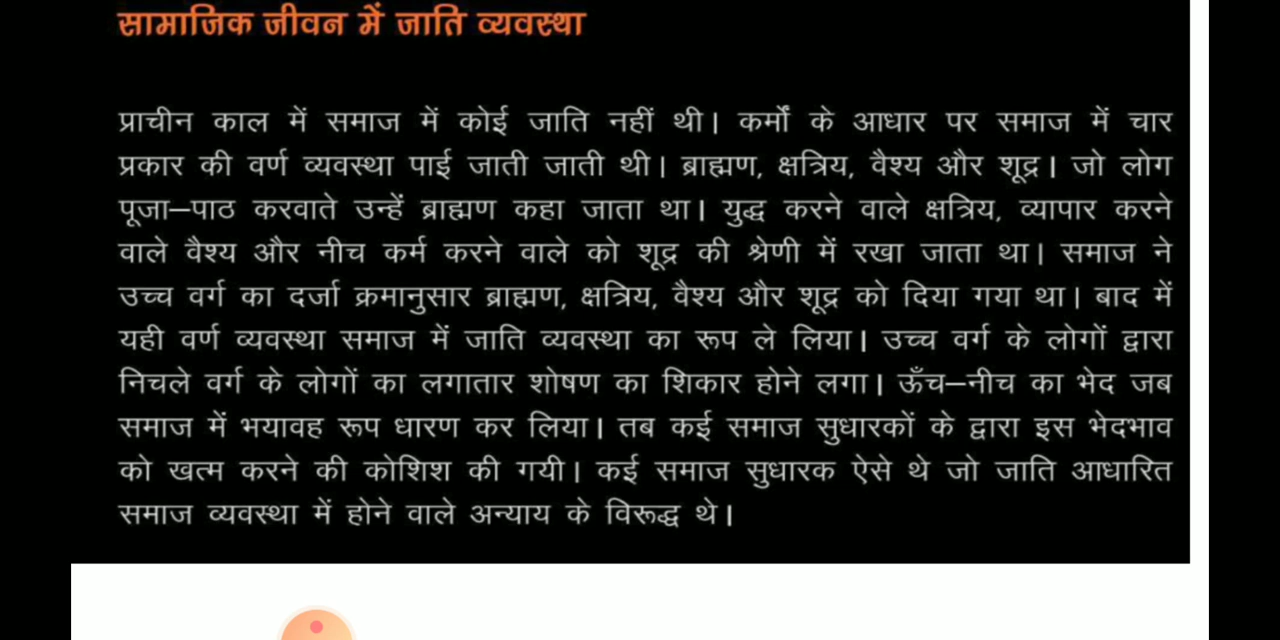 सामाजिक जीवन में जाति व्यवस्था
प्राचीन काल में समाज में कोई जाति नहीं थी। कर्मों के आधार पर समाज में चार
प्रकार की वर्ण व्यवस्था पाई जाती जाती थी। ब्राह्मण, क्षत्रिय, वैश्य और शूद्र। जो लोग
पूजा–पाठ करवाते उन्हें ब्राह्मण कहा जाता था। युद्ध करने वाले क्षत्रिय, व्यापार करने
वाले वैश्य और नीच कर्म करने वाले को शूद्र की श्रेणी में रखा जाता था। समाज ने
उच्च वर्ग का दर्जा क्रमानुसार ब्राह्मण, क्षत्रिय, वैश्य और शूद्र को दिया गया था। बाद में
यही वर्ण व्यवस्था समाज में जाति व्यवस्था का रूप ले लिया। उच्च वर्ग के लोगों द्वारा
निचले वर्ग के लोगों का लगातार शोषण का शिकार होने लगा। ऊँच–नीच का भेद जब
समाज में भयावह रूप धारण कर लिया। तब कई समाज सुधारकों के द्वारा इस भेदभाव
को खत्म करने की कोशिश की गयी। कई समाज सुधारक ऐसे थे जो जाति आधारित
समाज व्यवस्था में होने वाले अन्याय के विरूद्ध थे।